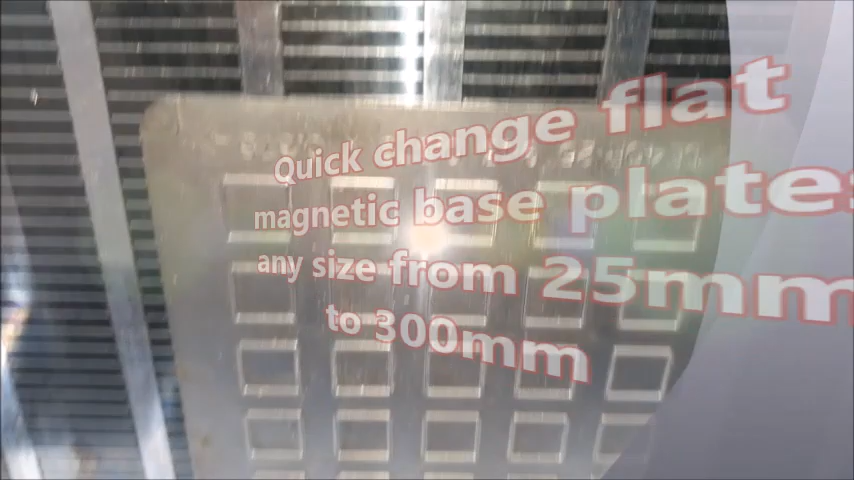 Quick change flat
magnetic base plates
any size from 25mm
to 300mm